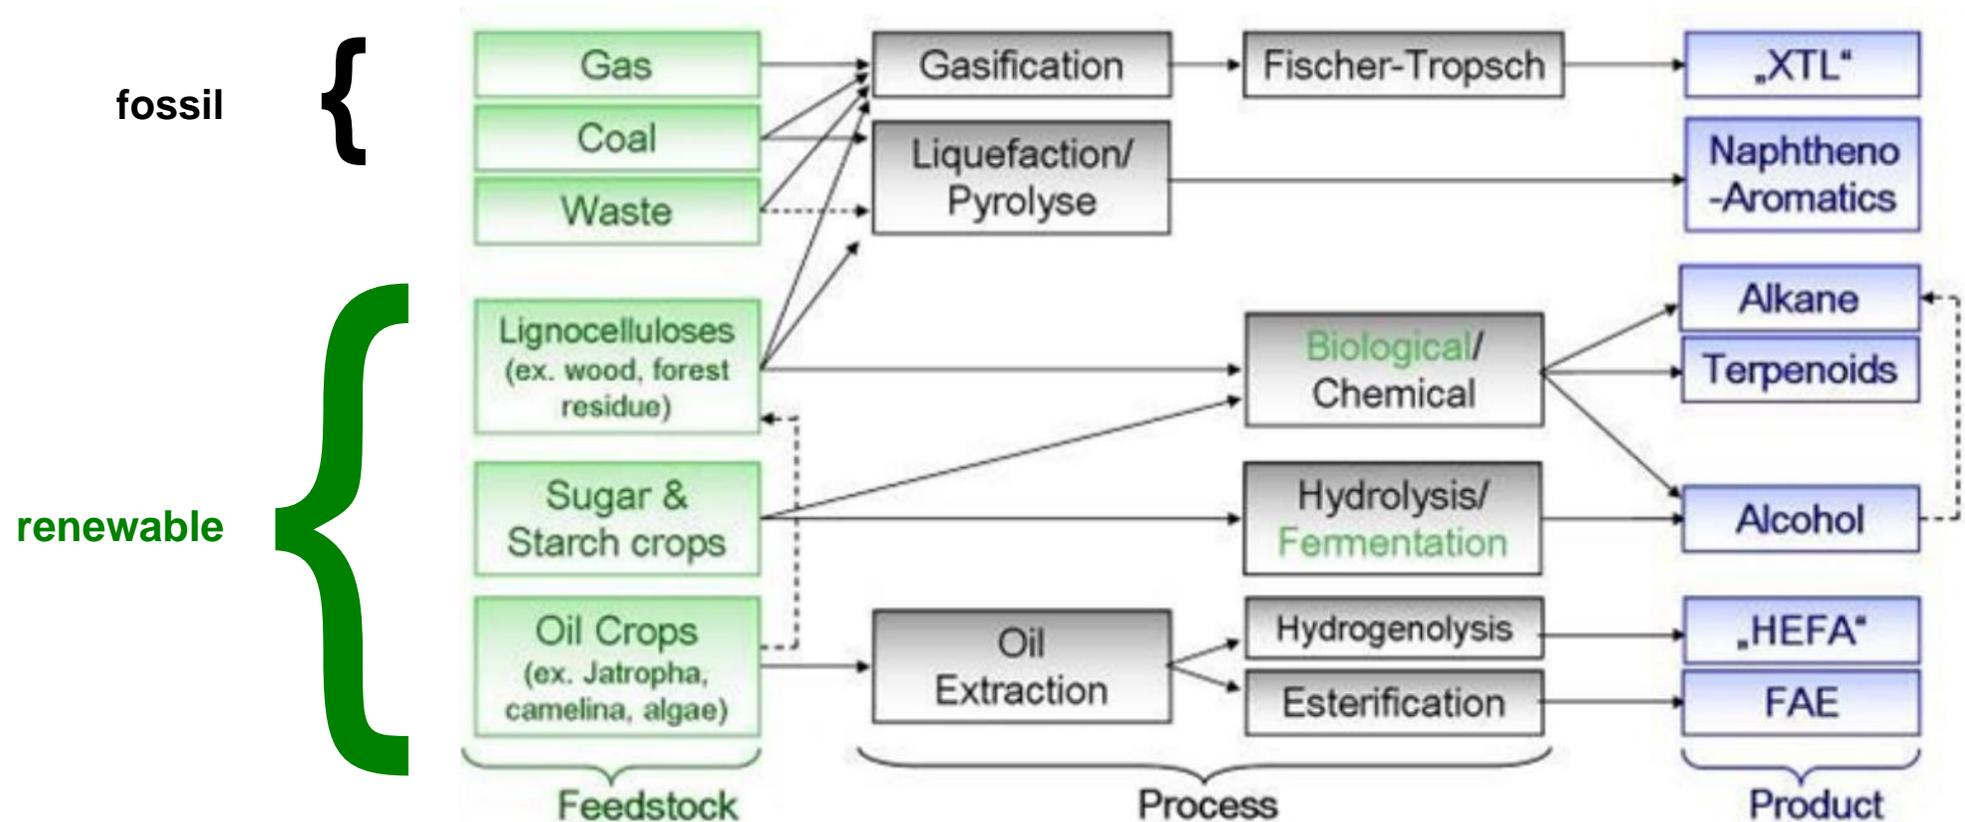 fossil
Gas
Coal
Waste
renewable
Lignocelluloses
(ex. wood, forest
residue)
Sugar &
Starch crops
Oil Crops
(ex. Jatropha,
camelina, algae)
Feedstock
Gasification
Liquefaction/
Pyrolyse
Oil
Extraction
Fischer-Tropsch
Biological/
Chemical
Hydrolysis/
Fermentation
Hydrogenolysis
Esterification
Process
„XTL“
Naphtheno
-Aromatics
Alkane
Terpenoids
Alcohol
„HEFA“
FAE
Product